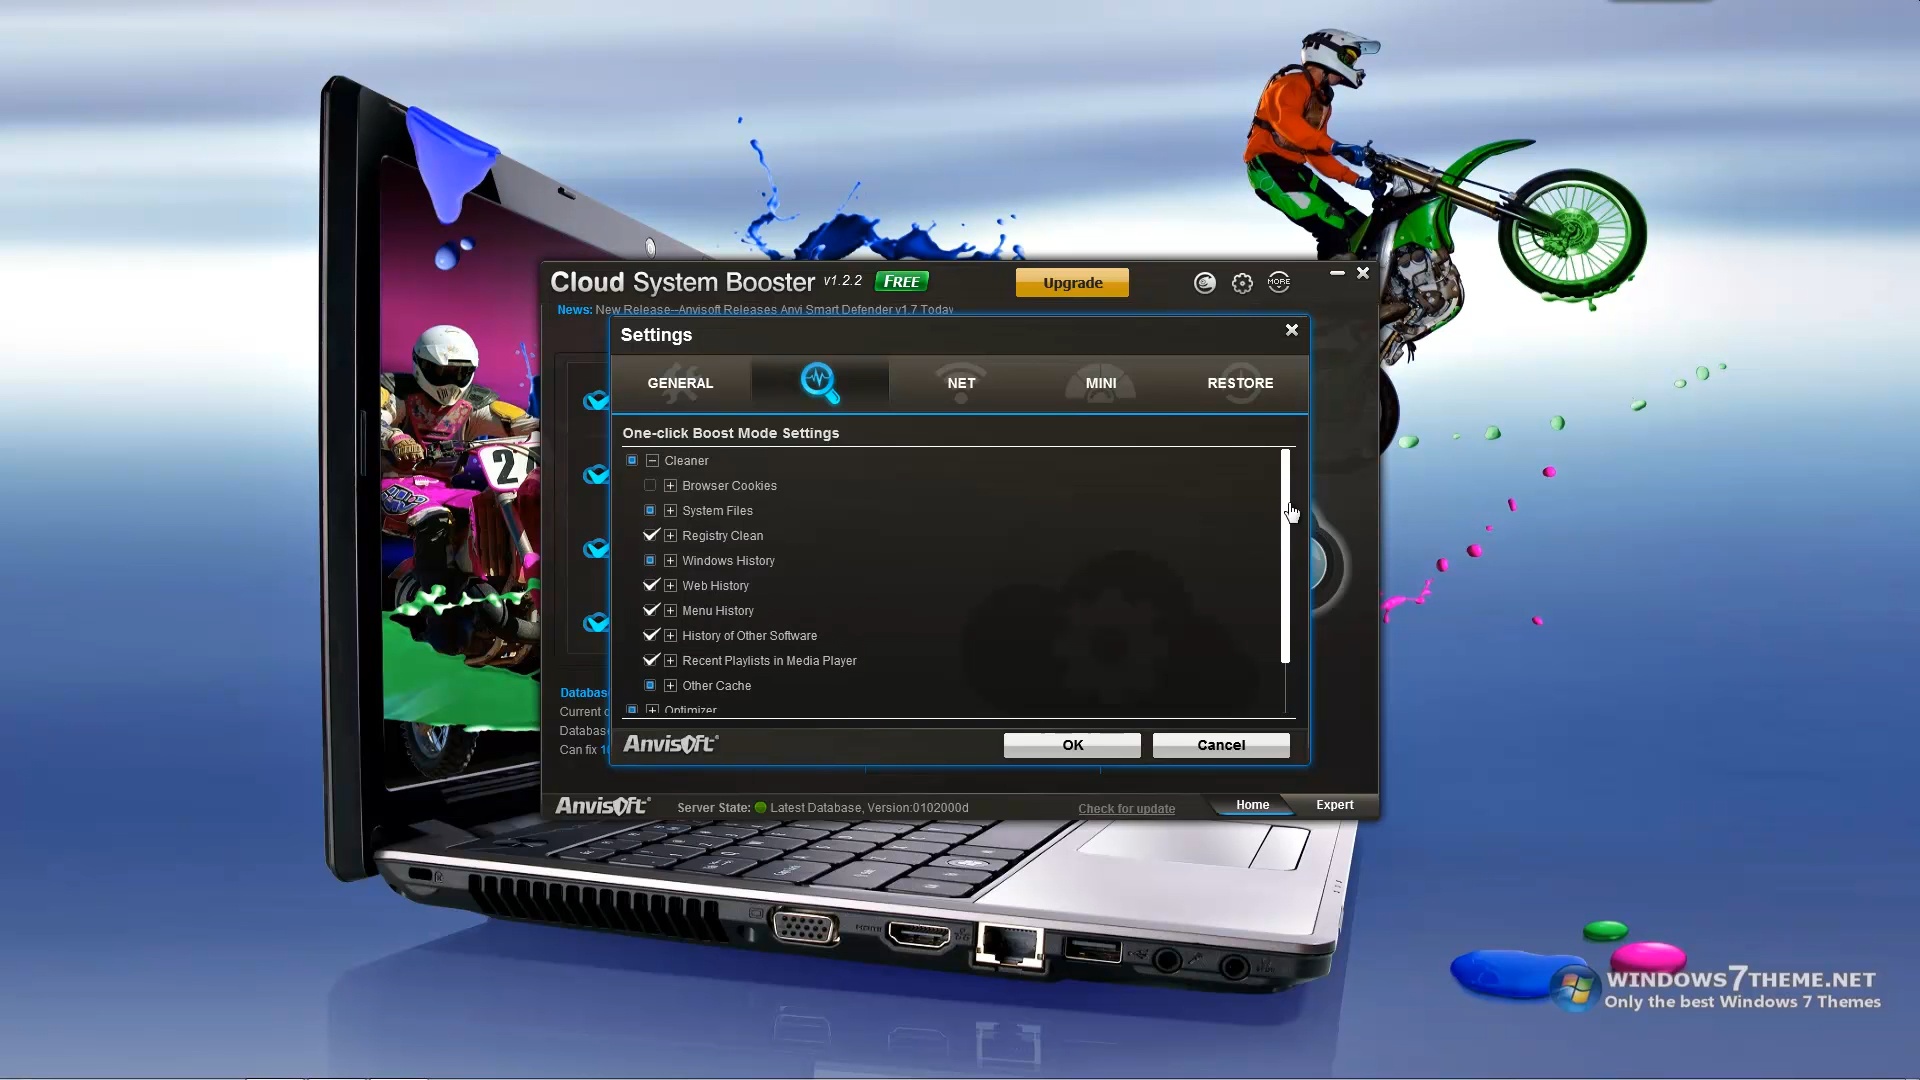 Cloud System Booster v1.2.2 FREE
Upgrade
MORE
News: New Release--Anvisoft Releases Anvi Smart Defender v1.7 Today
Settings
GENERAL
NET
MINI
RESTORE
One-click Boost Mode Settings
Cleaner
Browser Cookies
System Files
Registry Clean
Windows History
Web History
Menu History
History of Other Software
Recent Playlists in Media Player
Other Cache
Optimizer
Databas
Current
Databas
Can fix
Anvisoft
OK
Cancel
Anvisoft
Server State: Latest Database, Version:0102000d
Check for update
Home
Expert
2
WINDOWS7THEME.NET
Only the best Windows 7 Themes